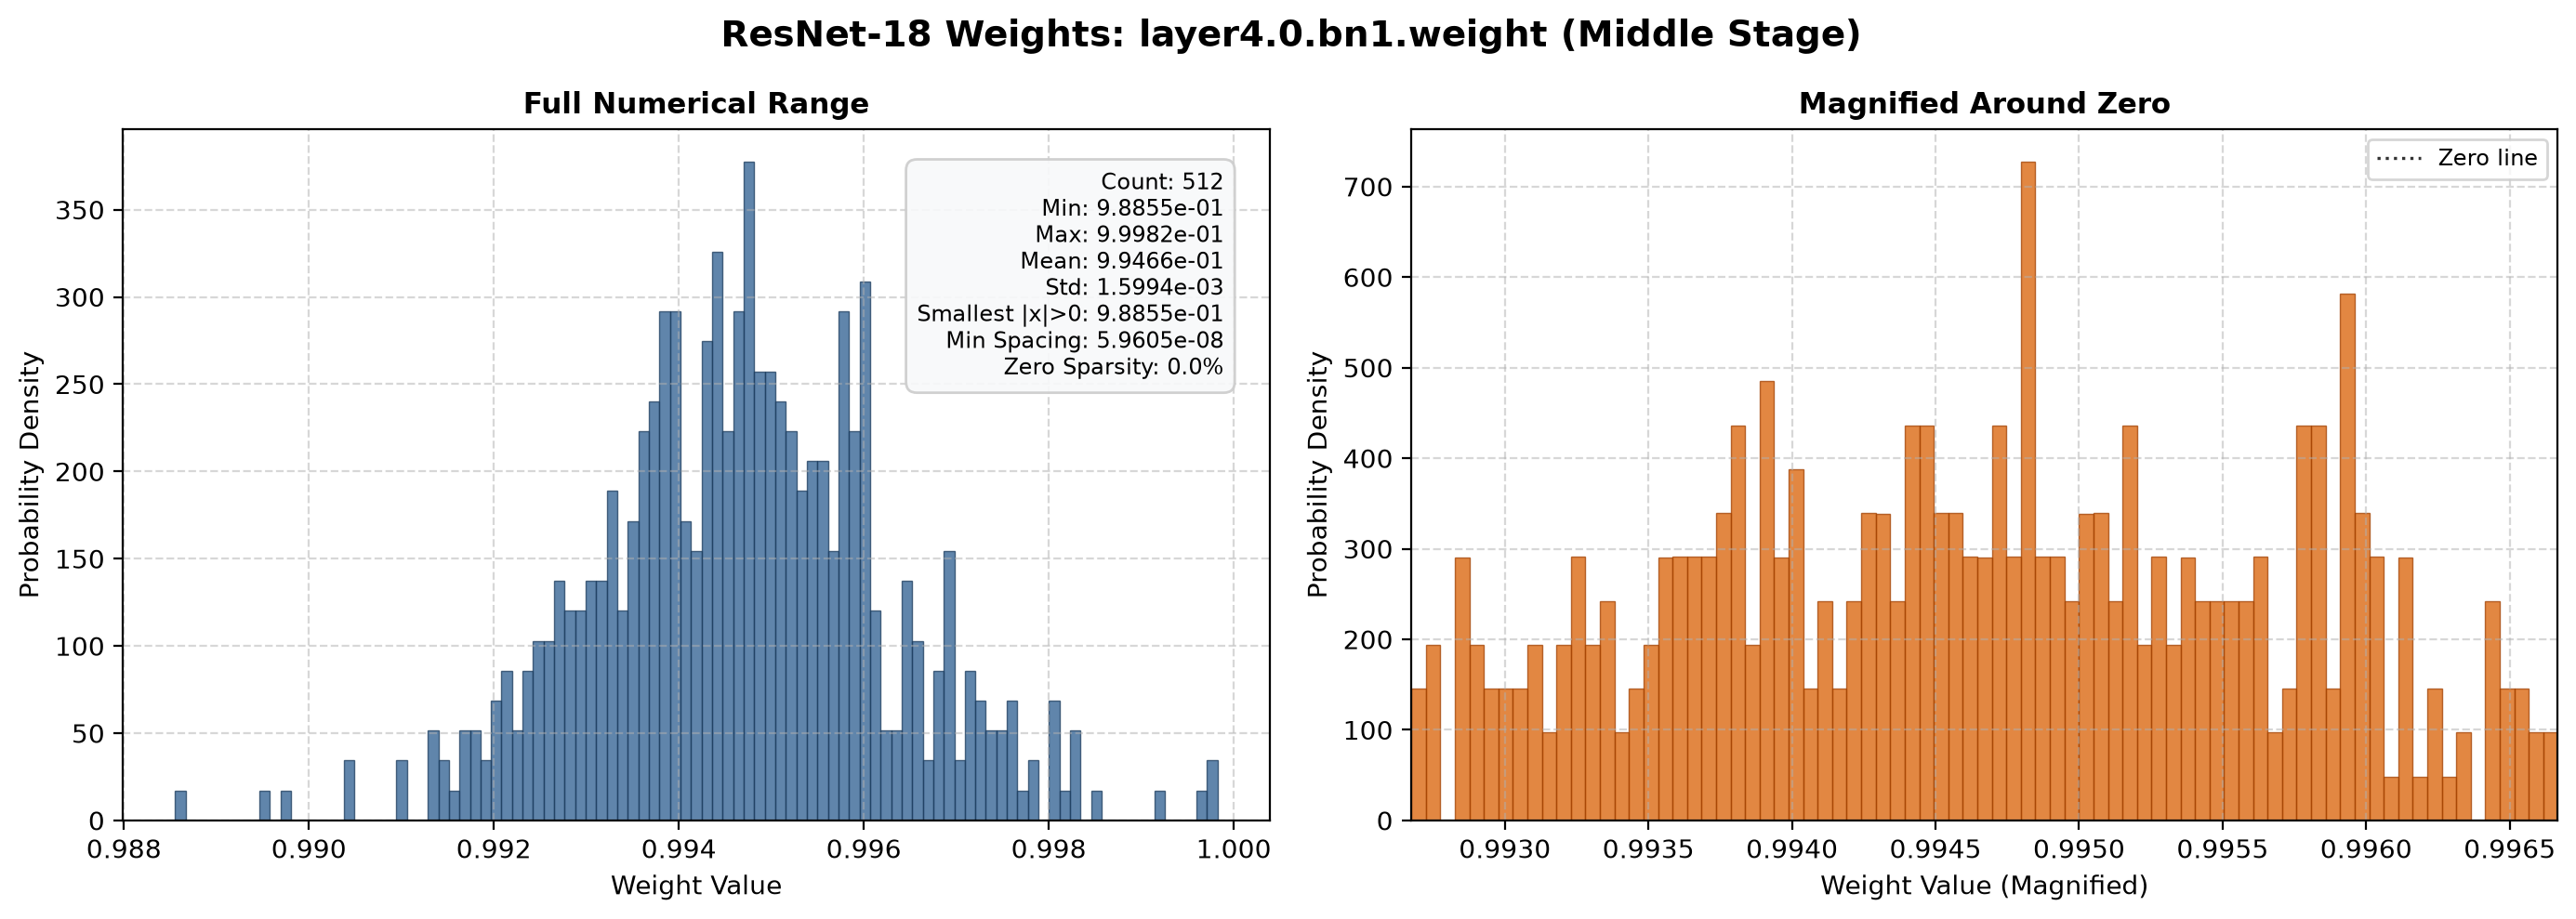 ResNet-18 Weights: layer4.0.bn1.weight (Middle Stage)
Full Numerical Range
Probability Density
350
300
250
200
150
100
50
0
Count: 512
Min: 9.8855e-01
Max: 9.9982e-01
Mean: 9.9466e-01
Std: 1.5994e-03
Smallest |x|>0: 9.8855e-01
Min Spacing: 5.9605e-08
Zero Sparsity: 0.0%
0.988 0.990 0.992 0.994 0.996 0.998 1.000
Weight Value
Magnified Around Zero
Probability Density
700
600
500
400
300
200
100
0
Zero line
0.9930 0.9935 0.9940 0.9945 0.9950 0.9955 0.9960 0.9965
Weight Value (Magnified)